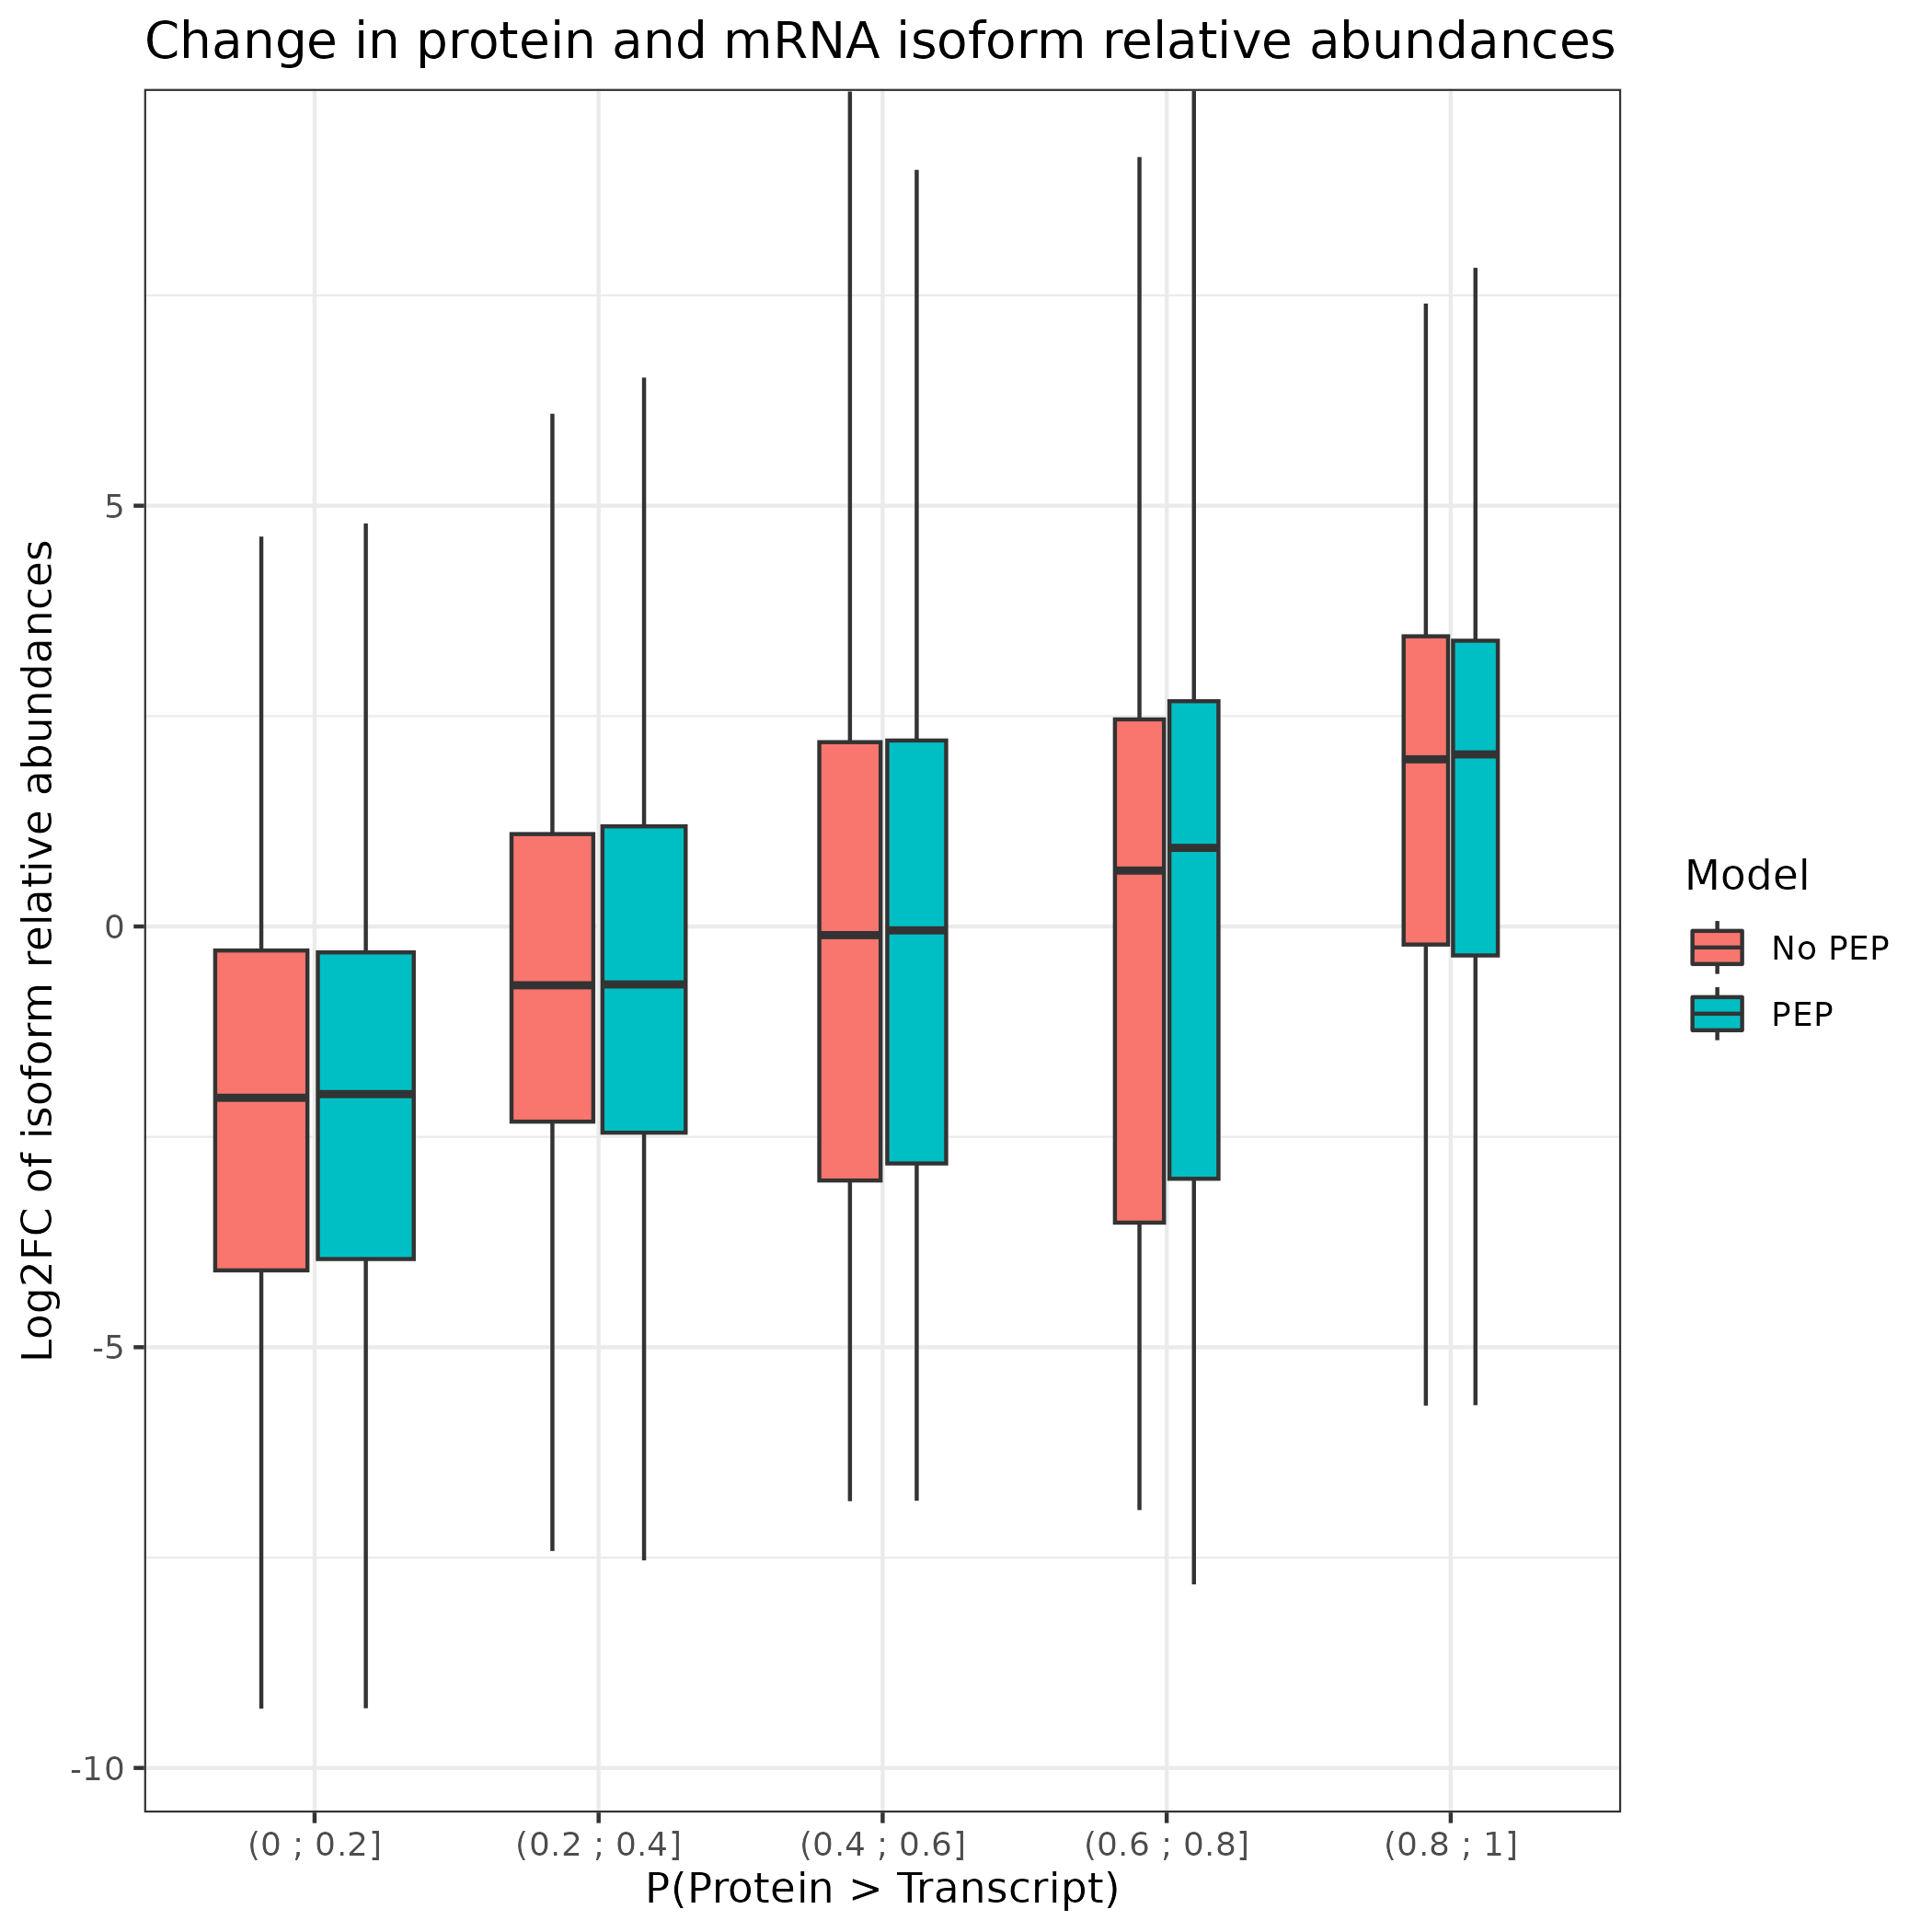 Change in protein and mRNA isoform relative abundances
Log2FC of isoform relative abundances
5
0
-5
-10
(0 ; 0.2]
(0.2 ; 0.4]
(0.4 ; 0.6]
(0.6 ; 0.8]
(0.8 ; 1]
P(Protein > Transcript)
Model
No PEP
PEP